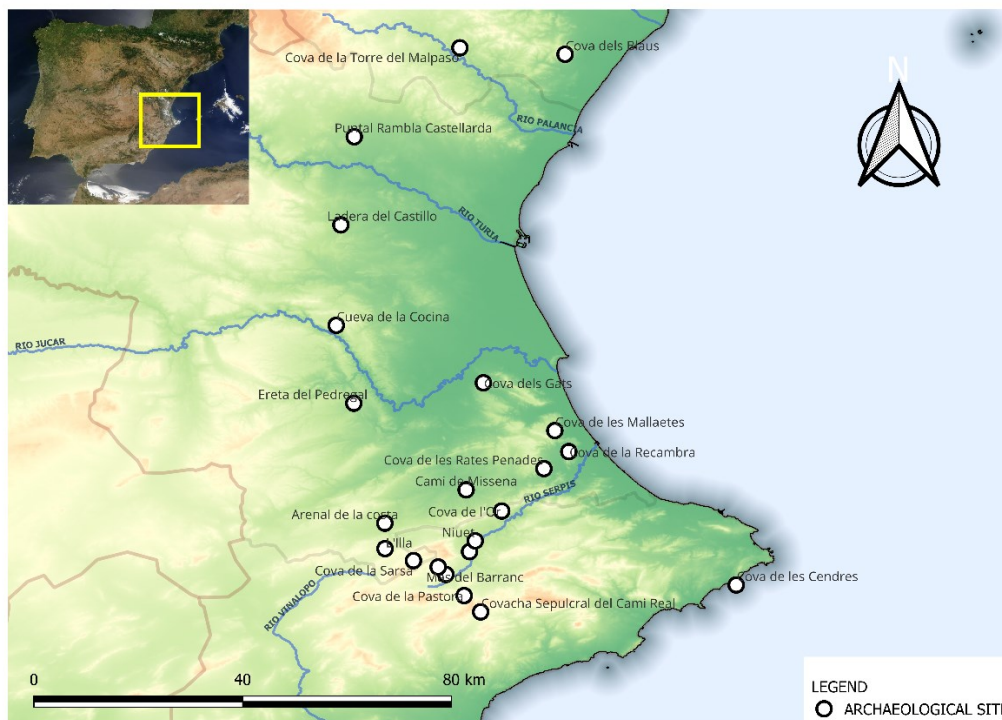 N
Cova de la Torre del Malpaso
Cova dels Blaus
RIO PALANCIA
Puntal Rambla Castellarda
Ladera del Castillo
RIO TURIA
Cueva de la Cocina
RIO JUCAR
Cova dels Gats
Ereta del Pedregal
Cova de les Mallaetes
Cova de la Recambra
Cova de les Rates Penades
Cami de Missena
RIO SERPIS
Cova de l'Or
Arenal de la costa
Niuet
L'Illa
Cova de la Sarsa
Mas del Barranc
Cova de les Cendres
Cova de la Pastora
Covacha Sepulcral del Cami Real
RIO VINALOPO
0 40 80 km
LEGEND
ARCHAEOLOGICAL SITE